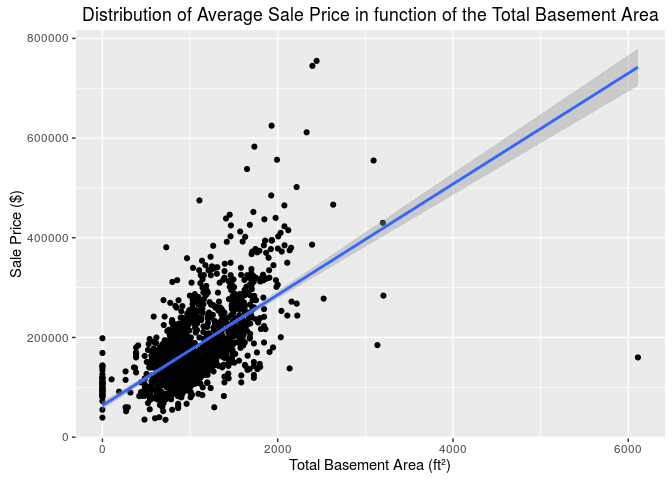 Distribution of Average Sale Price in function of the Total Basement Area
800000
600000
400000
200000
0
Sale Price ($)
0 2000 4000 6000
Total Basement Area (ft²)